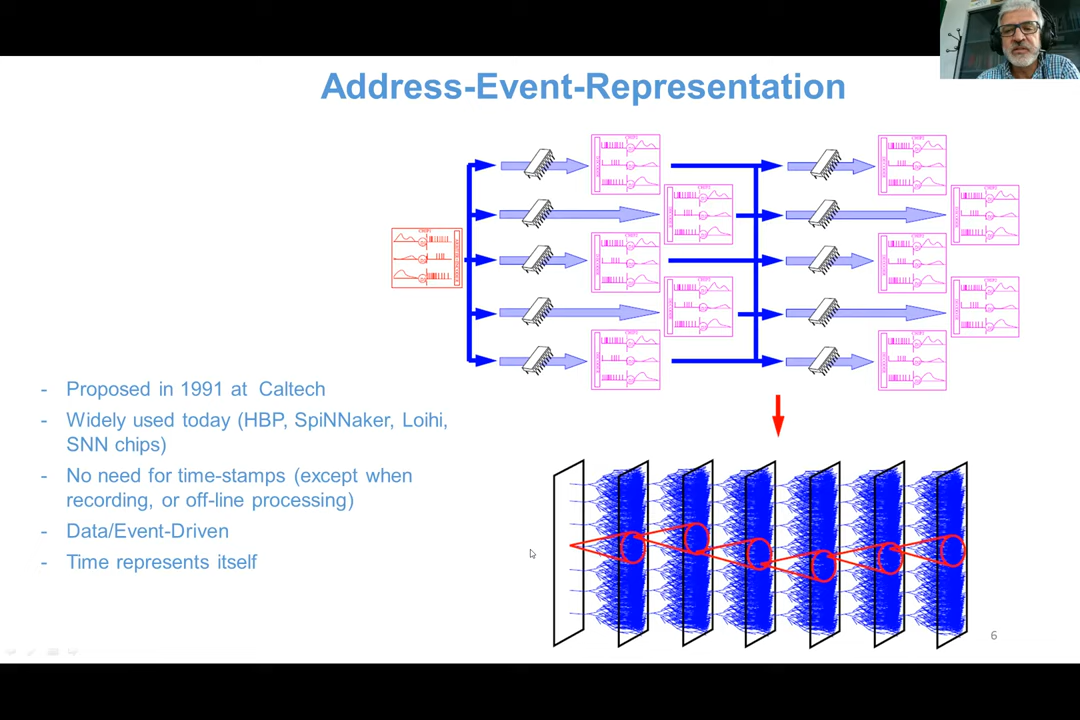 Address-Event-Representation
- Proposed in 1991 at Caltech
- Widely used today (HBP, SpiNNaker, Loihi,
SNN chips)
- No need for time-stamps (except when
recording, or off-line processing)
- Data/Event-Driven
- Time represents itself
6